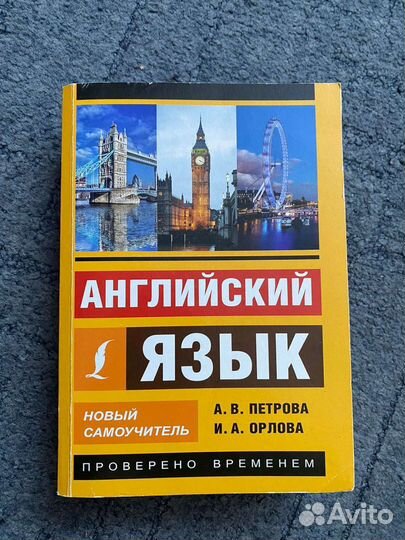 АНГЛИЙСКИЙ
ЯЗЫК
НОВЫЙ
САМОУЧИТЕЛЬ
А. В. ПЕТРОВА
И. А. ОРЛОВА
ПРОВЕРЕНО ВРЕМЕНЕМ
Avito